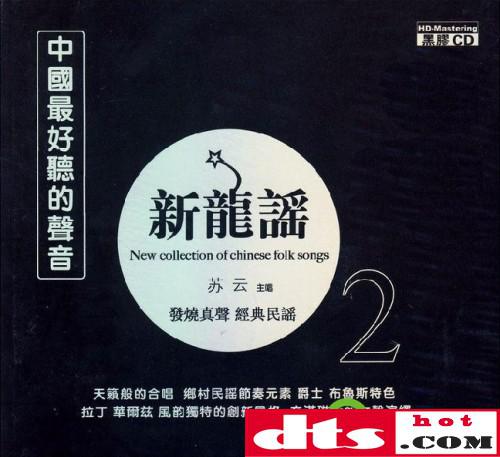 HD-Mastering
黑膠CD
中國最好聽的聲音
新龍謠
New collection of chinese folk songs
苏云 主唱
發燒真聲 經典民謠
2
天籟般的合唱 鄉村民謠節奏元素 爵士 布魯斯特色
拉丁 華爾兹 風韵獨特的創新
dts
hot
.com